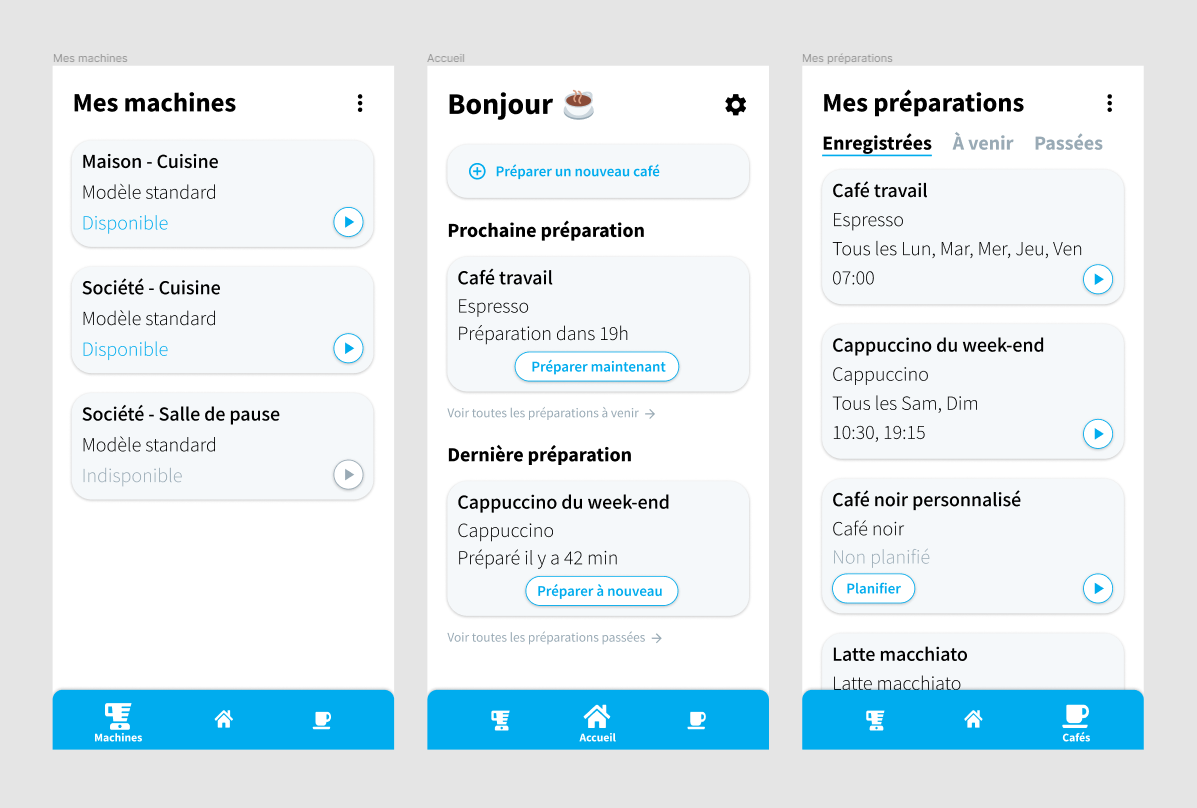 Mes machines
Mes machines
Maison - Cuisine
Modèle standard
Disponible
Société - Cuisine
Modèle standard
Disponible
Société - Salle de pause
Modèle standard
Indisponible
Machines
Accueil
Bonjour
Préparer un nouveau café
Prochaine préparation
Café travail
Espresso
Préparation dans 19h
Préparer maintenant
Voir toutes les préparations à venir
Dernière préparation
Cappuccino du week-end
Cappuccino
Préparé il y a 42 min
Préparer à nouveau
Voir toutes les préparations passées
Accueil
Mes préparations
Mes préparations
Enregistrées À venir Passées
Café travail
Espresso
Tous les Lun, Mar, Mer, Jeu, Ven
07:00
Cappuccino du week-end
Cappuccino
Tous les Sam, Dim
10:30, 19:15
Café noir personnalisé
Café noir
Non planifié
Planifier
Latte macchiato
Latte macchiato
Cafés